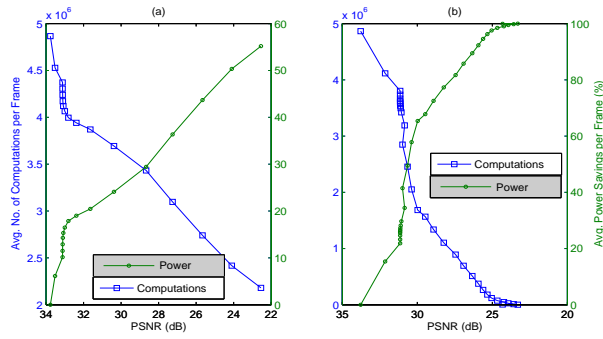 (a)
5 x 10^6
4.5
4
3.5
3
2.5
2
Avg. No. of Computations per Frame
60
50
40
30
20
10
0
Power
Computations
34 32 30 28 26 24 22
PSNR (dB)
(b)
6 x 10^6
5
4
3
2
1
0
100
80
60
40
20
0
Avg. Power Savings per Frame (%)
Computations
Power
35 30 25 20
PSNR (dB)